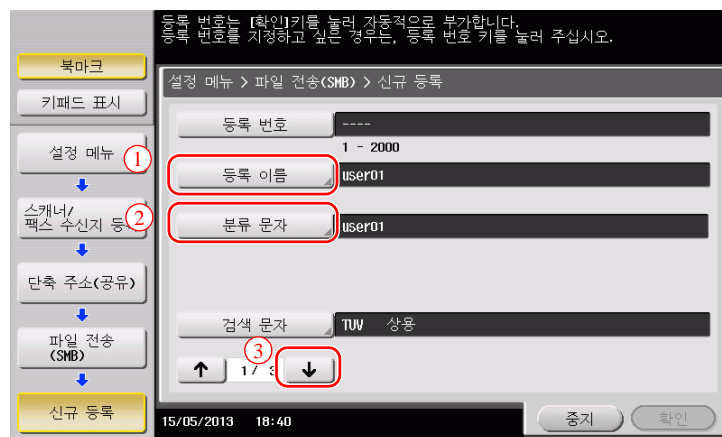 등록 번호는 [확인]키를 눌러 자동적으로 부가합니다.
등록 번호를 지정하고 싶은 경우는, 등록 번호 키를 눌러 주십시오.
북마크
키패드 표시
설정 메뉴
1
스캐너/
팩스 수신지 등록
2
단축 주소(공유)
파일 전송
(SMB)
신규 등록
설정 메뉴 > 파일 전송(SMB) > 신규 등록
등록 번호
----
1 - 2000
등록 이름
user01
분류 문자
user01
검색 문자
TUV 상용
3
↑ 1/ 3 ↓
15/05/2013 18:40
중지
확인